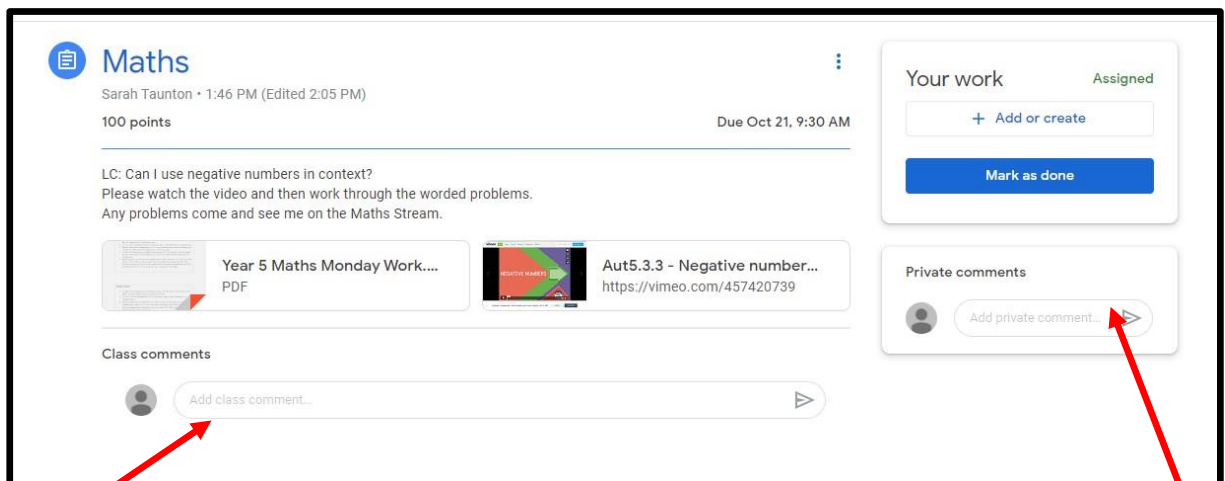 Maths
Sarah Taunton • 1:46 PM (Edited 2:05 PM)
100 points
Due Oct 21, 9:30 AM
LC: Can I use negative numbers in context?
Please watch the video and then work through the worded problems.
Any problems come and see me on the Maths Stream.
Year 5 Maths Monday Work....
PDF
NEGATIVE NUMBERS
Aut5.3.3 - Negative number...
https://vimeo.com/457420739
Class comments
Add class comment...
Your work
Assigned
+ Add or create
Mark as done
Private comments
Add private comment...